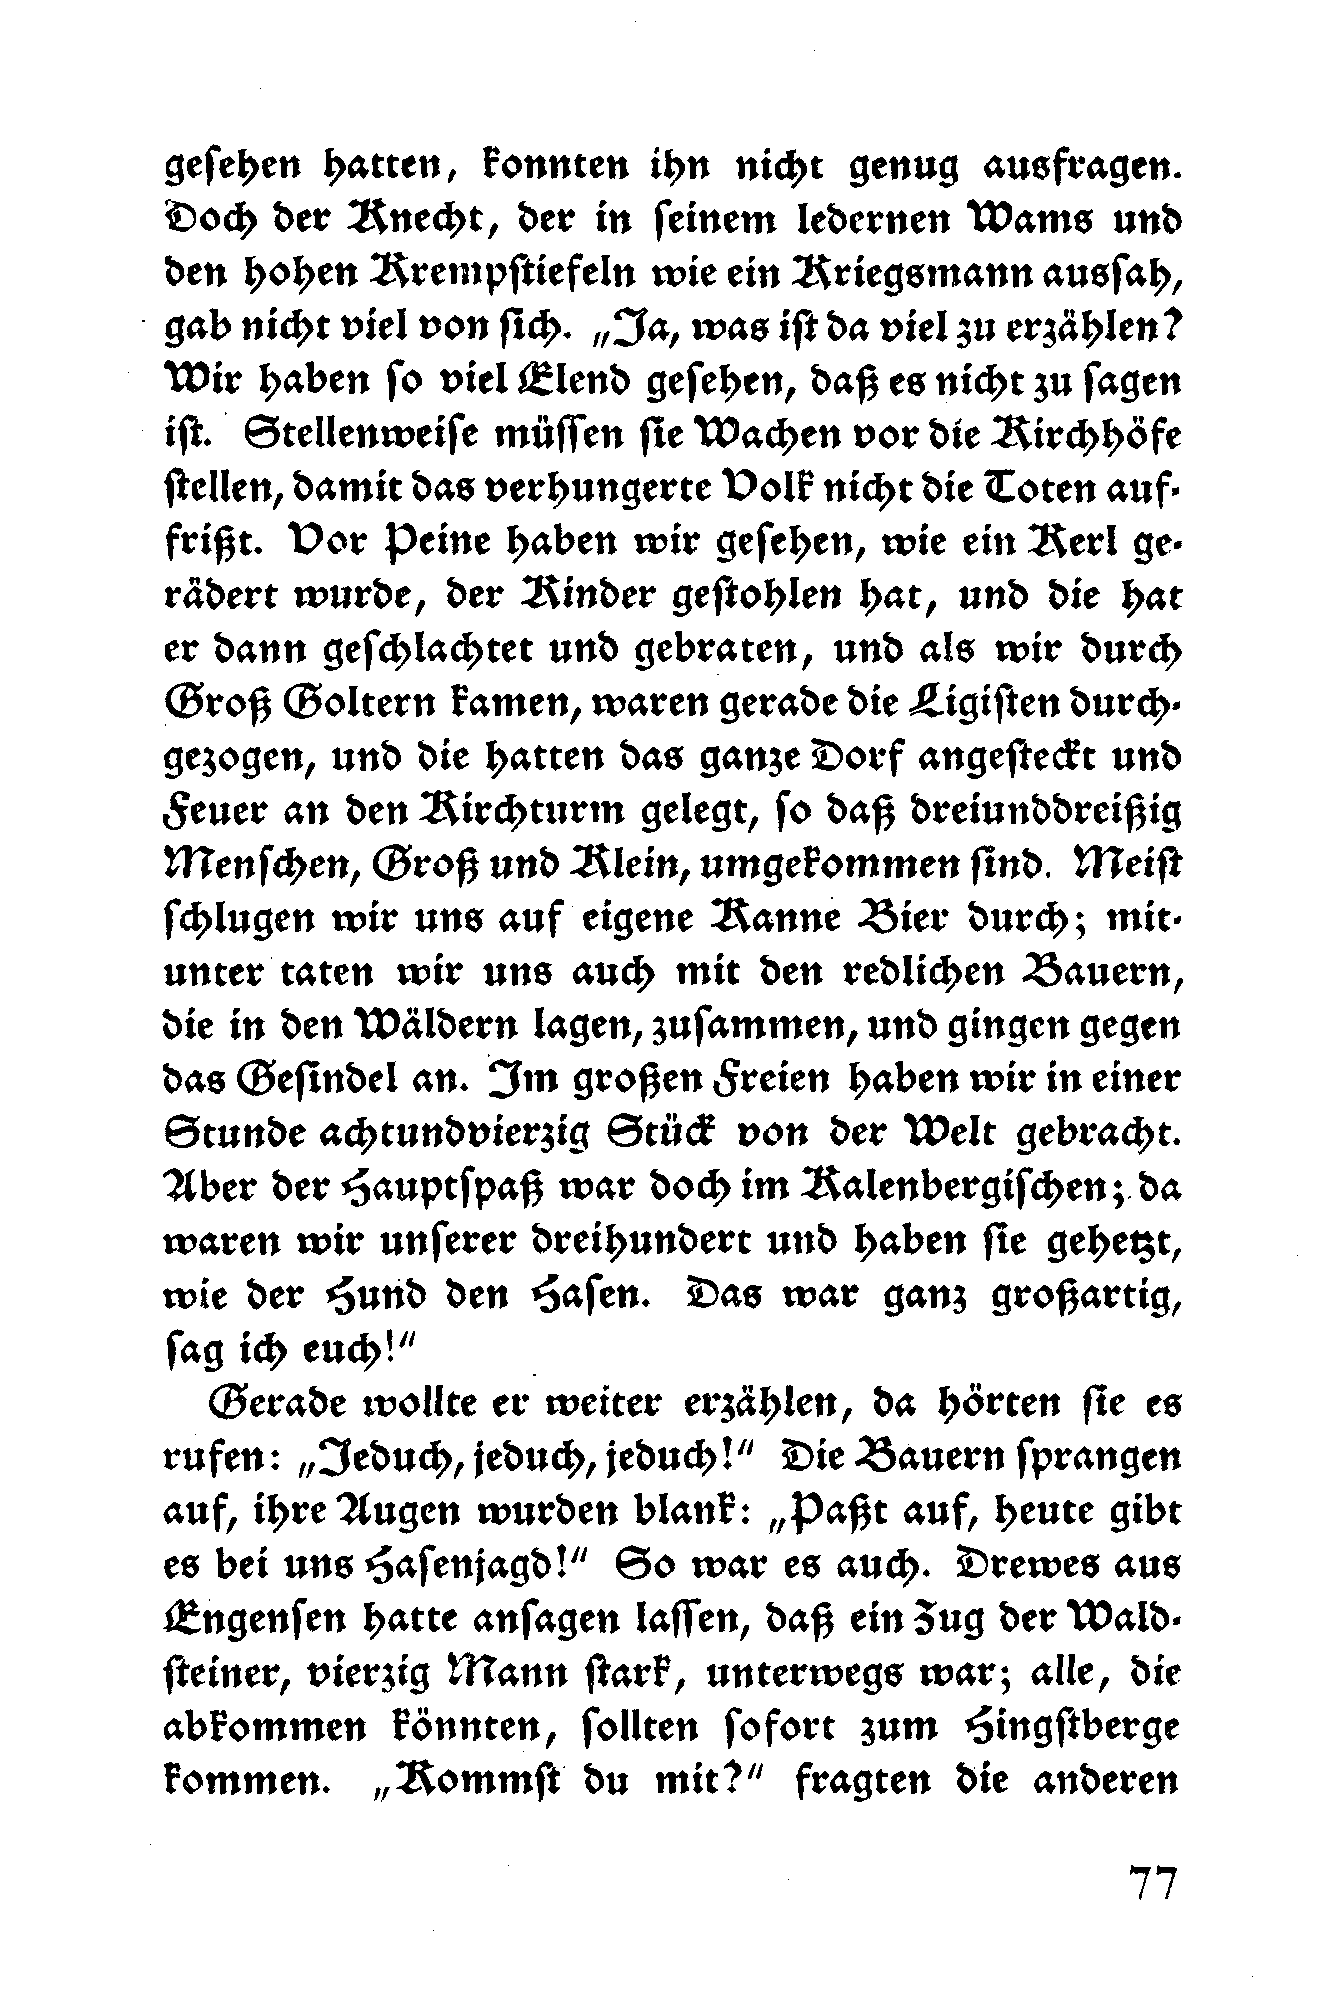 gesehen hatten, konnten ihn nicht genug ausfragen.
Doch der Knecht, der in seinem ledernen Wams und
den hohen Krempstiefeln wie ein Kriegsmann aussah,
gab nicht viel von sich. „Ja, was ist da viel zu erzählen?
Wir haben so viel Elend gesehen, daß es nicht zu sagen
ist. Stellenweise müssen sie Wachen vor die Kirchhöfe
stellen, damit das verhungerte Volk nicht die Toten auf-
frißt. Vor Peine haben wir gesehen, wie ein Kerl ge-
rädert wurde, der Kinder gestohlen hat, und die hat
er dann geschlachtet und gebraten, und als wir durch
Groß Goltern kamen, waren gerade die Ligisten durch-
gezogen, und die hatten das ganze Dorf angesteckt und
Feuer an den Kirchturm gelegt, so daß dreiunddreißig
Menschen, Groß und Klein, umgekommen sind. Meist
schlugen wir uns auf eigene Kanne Bier durch; mit-
unter taten wir uns auch mit den redlichen Bauern,
die in den Wäldern lagen, zusammen, und gingen gegen
das Gesindel an. Im großen Freien haben wir in einer
Stunde achtundvierzig Stück von der Welt gebracht.
Aber der Hauptspaß war doch im Kalenbergischen; da
waren wir unserer dreihundert und haben sie gehetzt,
wie der Hund den Hasen. Das war ganz großartig,
sag ich euch!“
Gerade wollte er weiter erzählen, da hörten sie es
rufen: „Jeduch, jeduch, jeduch!“ Die Bauern sprangen
auf, ihre Augen wurden blank: „Paßt auf, heute gibt
es bei uns Hasenjagd!“ So war es auch. Drewes aus
Engensen hatte ansagen lassen, daß ein Zug der Wald-
steiner, vierzig Mann stark, unterwegs war; alle, die
abkommen könnten, sollten sofort zum Hingstberge
kommen. „Kommst du mit?“ fragten die anderen
77